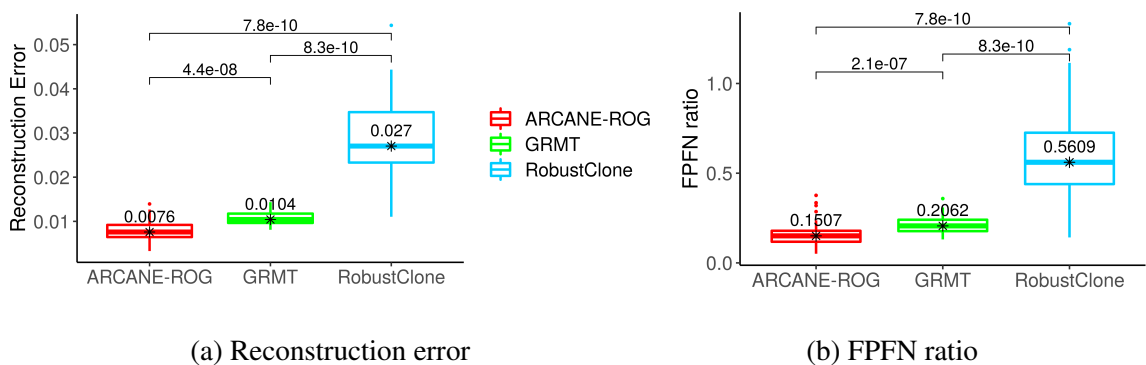 7.8e-10
8.3e-10
4.4e-08
0.05
0.04
0.03
0.02
0.01
Reconstruction Error
0.0076
0.0104
0.027
ARCANE-ROG
GRMT
RobustClone
ARCANE-ROG
GRMT
RobustClone
(a) Reconstruction error
7.8e-10
8.3e-10
2.1e-07
1.0
0.5
0.0
FPFN ratio
0.1507
0.2062
0.5609
ARCANE-ROG
GRMT
RobustClone
(b) FPFN ratio